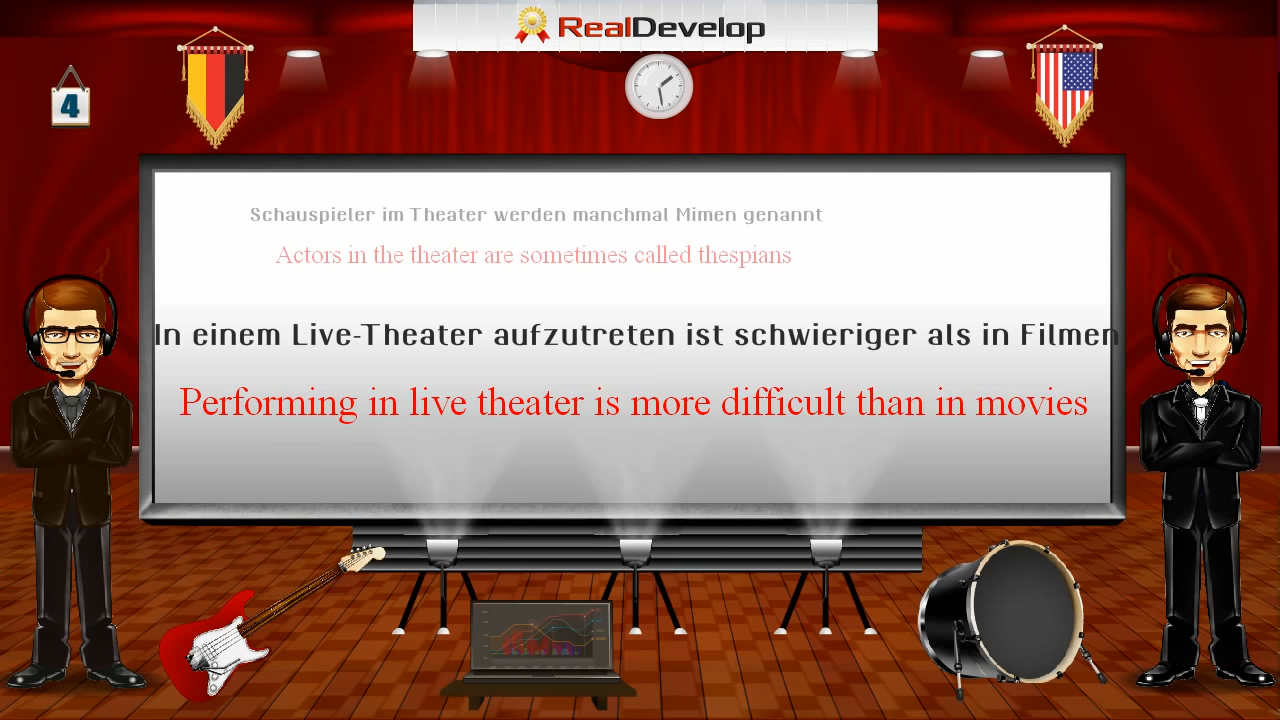 RealDevelop
4
Schauspieler im Theater werden manchmal Mimen genannt
Actors in the theater are sometimes called thespians
In einem Live-Theater aufzutreten ist schwieriger als in Filmen
Performing in live theater is more difficult than in movies